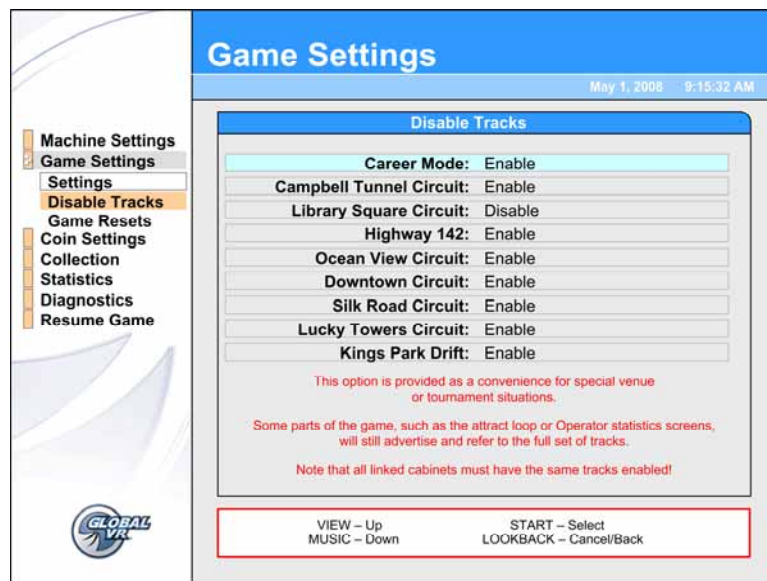 Game Settings
May 1, 2008 9:15:32 AM
Machine Settings
Game Settings
Settings
Disable Tracks
Game Resets
Coin Settings
Collection
Statistics
Diagnostics
Resume Game
Disable Tracks
Career Mode: Enable
Campbell Tunnel Circuit: Enable
Library Square Circuit: Disable
Highway 142: Enable
Ocean View Circuit: Enable
Downtown Circuit: Enable
Silk Road Circuit: Enable
Lucky Towers Circuit: Enable
Kings Park Drift: Enable
This option is provided as a convenience for special venue
or tournament situations.
Some parts of the game, such as the attract loop or Operator statistics screens,
will still advertise and refer to the full set of tracks.
Note that all linked cabinets must have the same tracks enabled!
VIEW – Up START – Select
MUSIC – Down LOOKBACK – Cancel/Back
GLOBAL
VR